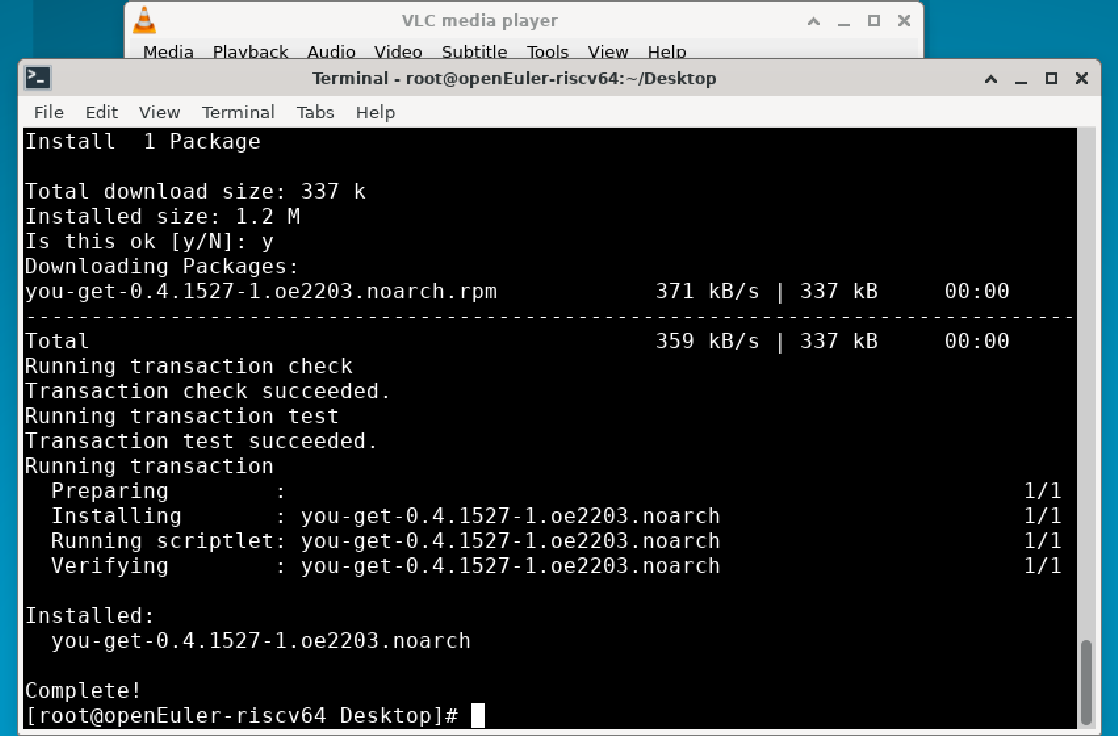 VLC media player
Media Playback Audio Video Subtitle Tools View Help
Terminal - root@openEuler-riscv64:~/Desktop
File Edit View Terminal Tabs Help
Install  1 Package
Total download size: 337 k
Installed size: 1.2 M
Is this ok [y/N]: y
Downloading Packages:
you-get-0.4.1527-1.oe2203.noarch.rpm            371 kB/s | 337 kB     00:00
--------------------------------------------------------------------------------
Total                                           359 kB/s | 337 kB     00:00
Running transaction check
Transaction check succeeded.
Running transaction test
Transaction test succeeded.
Running transaction
  Preparing        :                                                        1/1
  Installing       : you-get-0.4.1527-1.oe2203.noarch                       1/1
  Running scriptlet: you-get-0.4.1527-1.oe2203.noarch                       1/1
  Verifying        : you-get-0.4.1527-1.oe2203.noarch                       1/1
Installed:
  you-get-0.4.1527-1.oe2203.noarch
Complete!
[root@openEuler-riscv64 Desktop]#